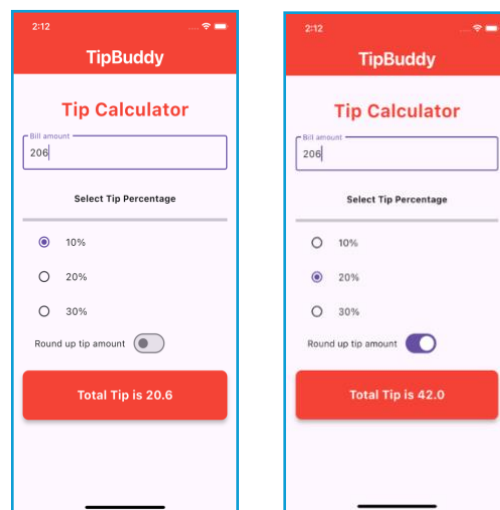 2:12
TipBuddy
Tip Calculator
Bill amount
206
Select Tip Percentage
10%
20%
30%
Round up tip amount
Total Tip is 20.6
2:12
TipBuddy
Tip Calculator
Bill amount
206
Select Tip Percentage
10%
20%
30%
Round up tip amount
Total Tip is 42.0